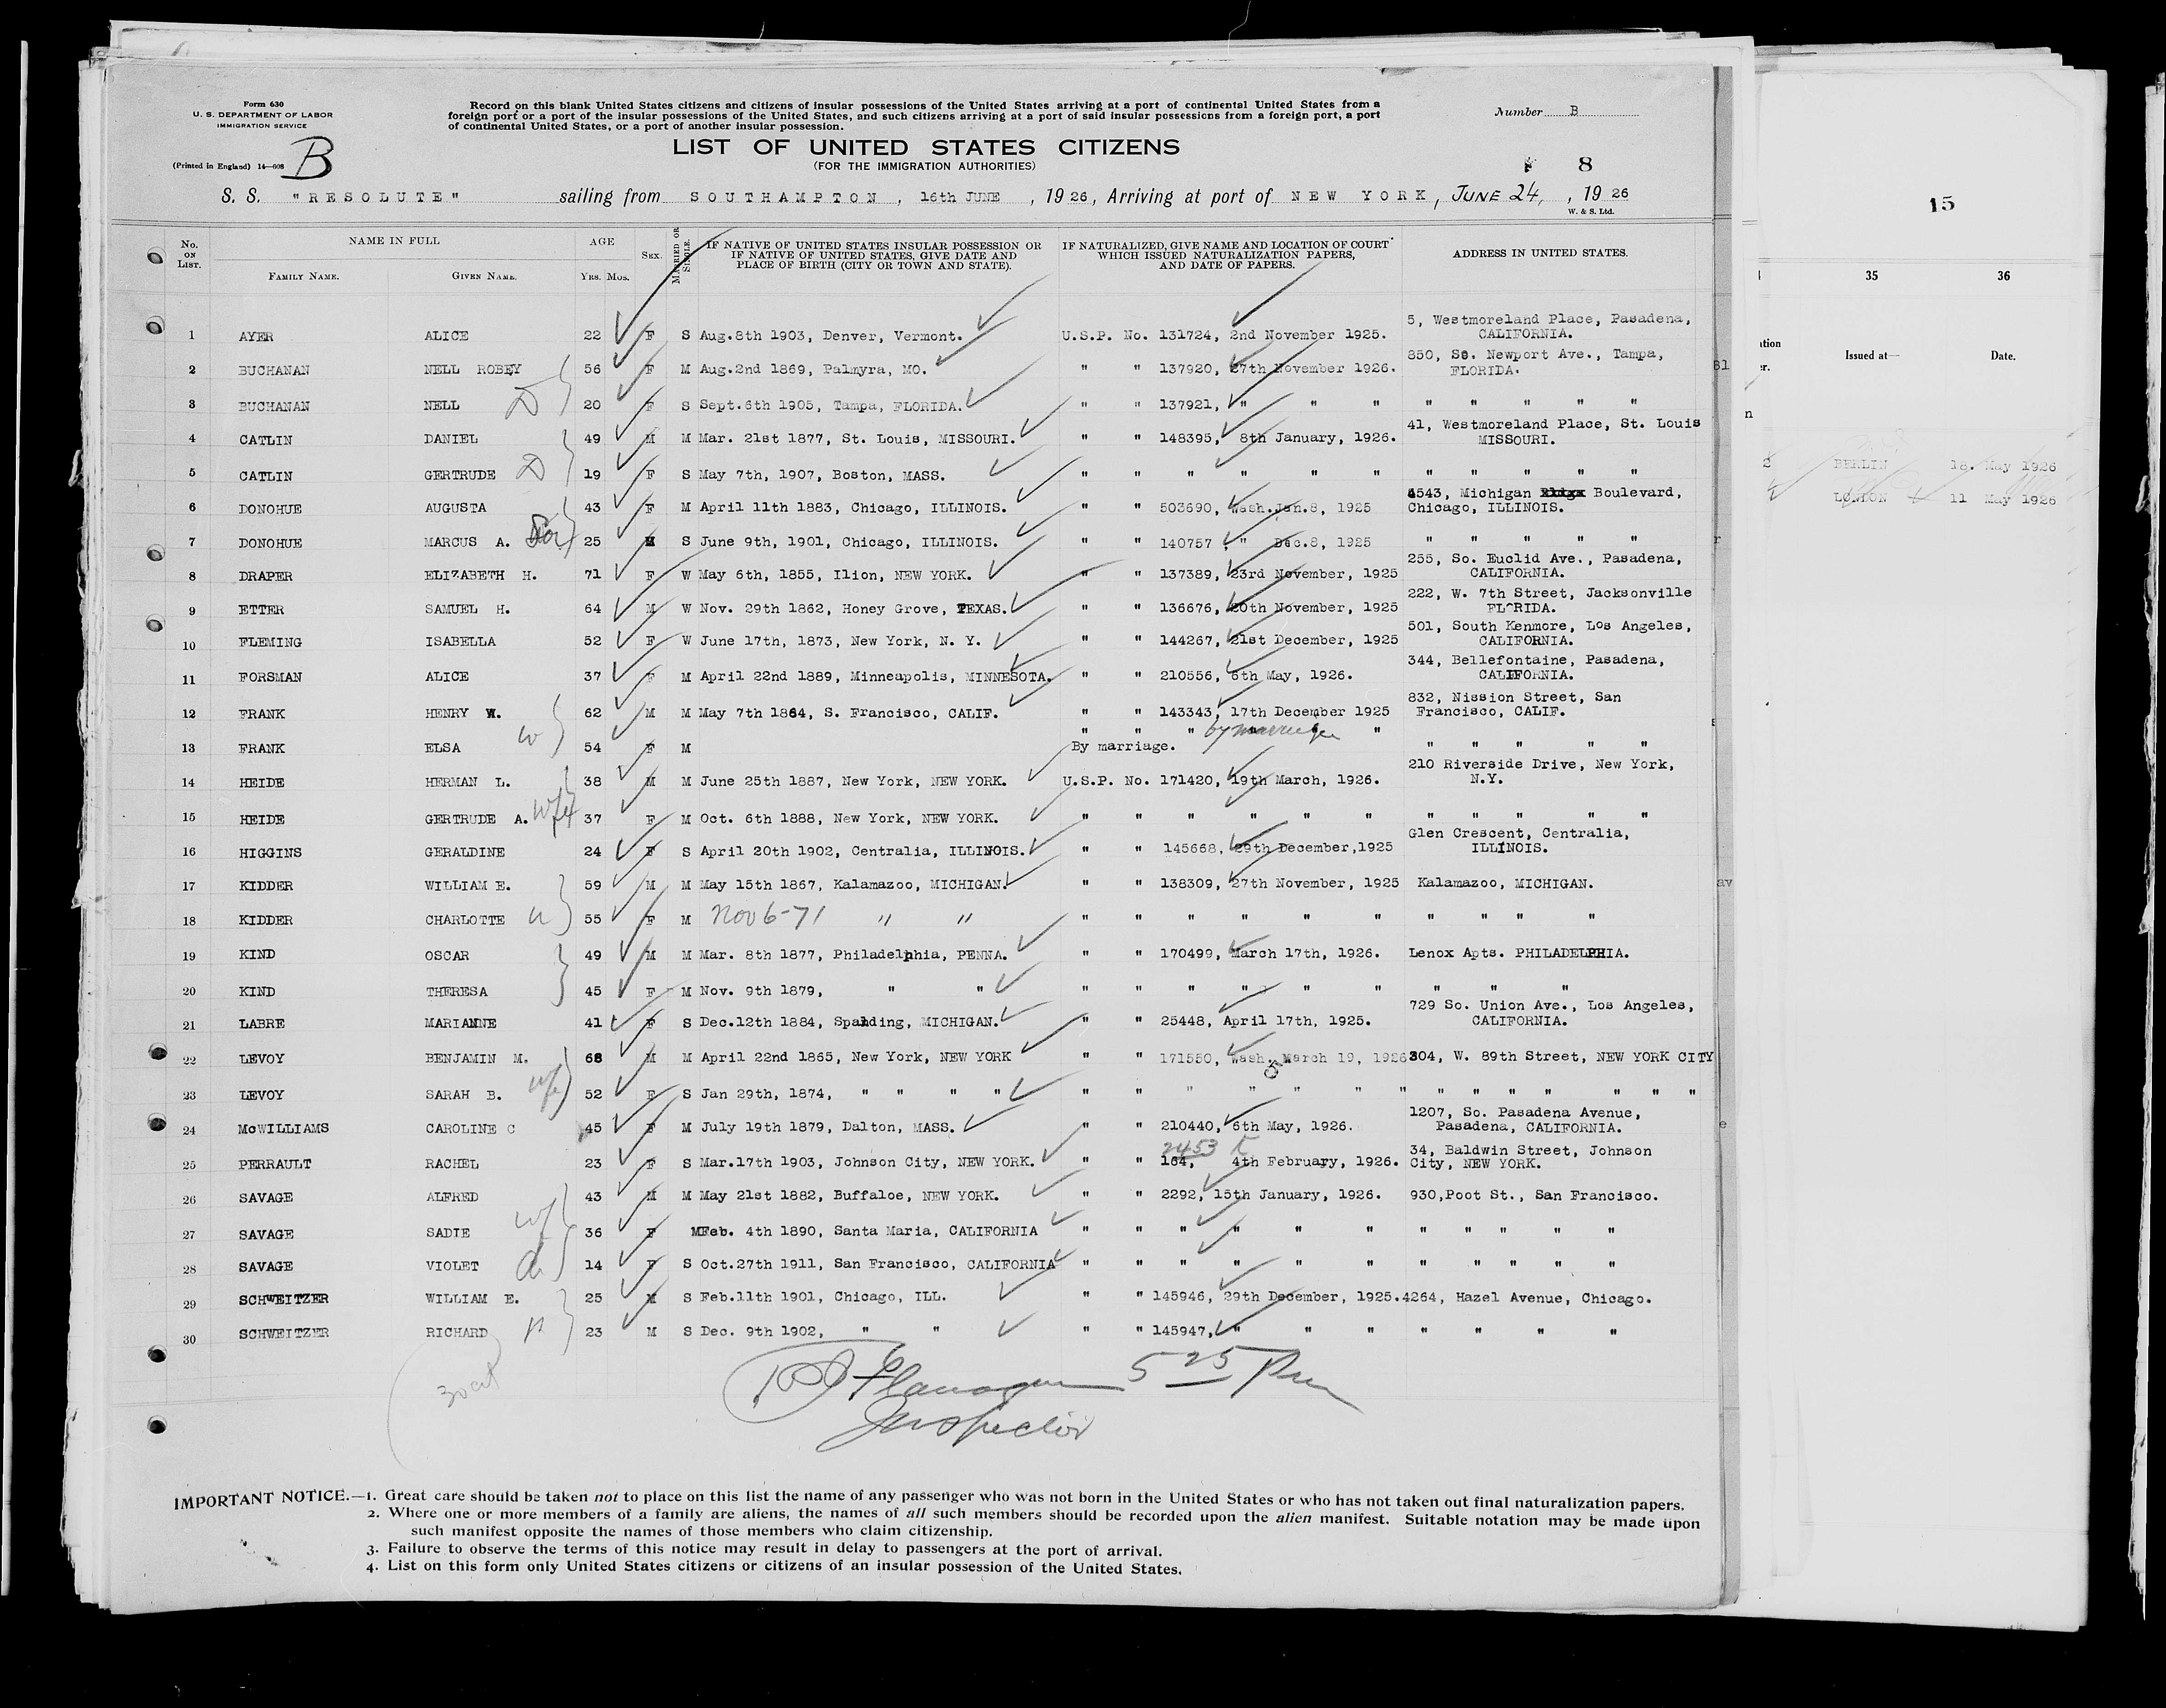 Form 630
U. S. DEPARTMENT OF LABOR
IMMIGRATION SERVICE
(Printed in England) 14—608
B
Record on this blank United States citizens and citizens of insular possessions of the United States arriving at a port of continental United States from a
foreign port or a port of the insular possessions of the United States, and such citizens arriving at a port of said insular possessions from a foreign port, a port
of continental United States, or a port of another insular possession.
Number B
LIST OF UNITED STATES CITIZENS
(FOR THE IMMIGRATION AUTHORITIES)
8
S. S. "RESOLUTE" sailing from SOUTHAMPTON, 16th JUNE, 1926, Arriving at port of NEW YORK, JUNE 24, 1926
W. & S. Ltd.
No. ON LIST. NAME IN FULL FAMILY NAME. GIVEN NAME. AGE YRS. MOS. SEX. MARRIED OR SINGLE. IF NATIVE OF UNITED STATES INSULAR POSSESSION OR IF NATIVE OF UNITED STATES, GIVE DATE AND PLACE OF BIRTH (CITY OR TOWN AND STATE). IF NATURALIZED, GIVE NAME AND LOCATION OF COURT WHICH ISSUED NATURALIZATION PAPERS, AND DATE OF PAPERS. ADDRESS IN UNITED STATES.
1 AYER ALICE 22 F S Aug.8th 1903, Denver, Vermont. U.S.P. No. 131724, 2nd November 1925. 5, Westmoreland Place, Pasadena, CALIFORNIA.
2 BUCHANAN NELL ROBEY 56 F M Aug.2nd 1869, Palmyra, MO. " " 137920, 27th November 1926. 850, So. Newport Ave., Tampa, FLORIDA.
3 BUCHANAN NELL D 20 F S Sept.6th 1905, Tampa, FLORIDA. " " 137921, " " " " " " " "
4 CATLIN DANIEL 49 M M Mar. 21st 1877, St. Louis, MISSOURI. " " 148395, 8th January, 1926. 41, Westmoreland Place, St. Louis MISSOURI.
5 CATLIN GERTRUDE D 19 F S May 7th, 1907, Boston, MASS. " " " " " " " " " " "
6 DONOHUE AUGUSTA 43 F M April 11th 1883, Chicago, ILLINOIS. " " 503690, Wash.Jan.8, 1925 4543, Michigan Boulevard, Chicago, ILLINOIS.
7 DONOHUE MARCUS A. Son 25 M S June 9th, 1901, Chicago, ILLINOIS. " " 140757, " Dec.8, 1925 " " " " "
8 DRAPER ELIZABETH H. 71 F W May 6th, 1855, Ilion, NEW YORK. " " 137389, 23rd November, 1925 255, So. Euclid Ave., Pasadena, CALIFORNIA.
9 ETTER SAMUEL H. 64 M W Nov. 29th 1862, Honey Grove, TEXAS. " " 136676, 20th November, 1925 222, W. 7th Street, Jacksonville FL^RIDA.
10 FLEMING ISABELLA 52 F W June 17th, 1873, New York, N. Y. " " 144267, 21st December, 1925 501, South Kenmore, Los Angeles, CALIFORNIA.
11 FORSMAN ALICE 37 F M April 22nd 1889, Minneapolis, MINNESOTA. " " 210556, 6th May, 1926. 344, Bellefontaine, Pasadena, CALIFORNIA.
12 FRANK HENRY W. 62 M M May 7th 1864, S. Francisco, CALIF. " " 143343, 17th December 1925 832, Nission Street, San Francisco, CALIF.
13 FRANK ELSA w 54 F M " " " by marriage " By marriage. " " " " "
14 HEIDE HERMAN L. 38 M M June 25th 1887, New York, NEW YORK. U.S.P. No. 171420, 19th March, 1926. 210 Riverside Drive, New York, N.Y.
15 HEIDE GERTRUDE A. wife 37 F M Oct. 6th 1888, New York, NEW YORK. " " " " " " " " " " "
16 HIGGINS GERALDINE 24 F S April 20th 1902, Centralia, ILLINOIS. " " 145668, 29th December,1925 Glen Crescent, Centralia, ILLINOIS.
17 KIDDER WILLIAM E. 59 M M May 15th 1867, Kalamazoo, MICHIGAN. " " 138309, 27th November, 1925 Kalamazoo, MICHIGAN.
18 KIDDER CHARLOTTE 55 F M Nov 6-71 " " " " " " " " " " " "
19 KIND OSCAR 49 M M Mar. 8th 1877, Philadelphia, PENNA. " " 170499, March 17th, 1926. Lenox Apts. PHILADELPHIA.
20 KIND THERESA 45 F M Nov. 9th 1879, " " " " " " " " " " "
21 LABRE MARIANNE 41 F S Dec.12th 1884, Spalding, MICHIGAN. " " 25448, April 17th, 1925. 729 So. Union Ave., Los Angeles, CALIFORNIA.
22 LEVOY BENJAMIN M. 68 M M April 22nd 1865, New York, NEW YORK " " 171550, Wash. March 19, 1926 304, W. 89th Street, NEW YORK CITY
23 LEVOY SARAH B. wife 52 F S Jan 29th, 1874, " " " " " " " " " " " " " " " " " " "
24 McWILLIAMS CAROLINE C 45 F M July 19th 1879, Dalton, MASS. " " 210440, 6th May, 1926. 1207, So. Pasadena Avenue, Pasadena, CALIFORNIA.
25 PERRAULT RACHEL 23 F S Mar.17th 1903, Johnson City, NEW YORK. " " 2453 164, 4th February, 1926. 34, Baldwin Street, Johnson City, NEW YORK.
26 SAVAGE ALFRED 43 M M May 21st 1882, Buffaloe, NEW YORK. " " 2292, 15th January, 1926. 930,Poot St., San Francisco.
27 SAVAGE SADIE wf 36 F M Feb. 4th 1890, Santa Maria, CALIFORNIA " " " " " " " " " " "
28 SAVAGE VIOLET d 14 F S Oct.27th 1911, San Francisco, CALIFORNIA " " " " " " " " " " "
29 SCHWEITZER WILLIAM E. 25 M S Feb.11th 1901, Chicago, ILL. " " 145946, 29th December, 1925. 4264, Hazel Avenue, Chicago.
30 SCHWEITZER RICHARD 23 M S Dec. 9th 1902, " " " " 145947, " " " " " " "
30 cit
Flanagan 5 25 Pm
Inspector
IMPORTANT NOTICE.—1. Great care should be taken not to place on this list the name of any passenger who was not born in the United States or who has not taken out final naturalization papers.
2. Where one or more members of a family are aliens, the names of all such members should be recorded upon the alien manifest. Suitable notation may be made upon
such manifest opposite the names of those members who claim citizenship.
3. Failure to observe the terms of this notice may result in delay to passengers at the port of arrival.
4. List on this form only United States citizens or citizens of an insular possession of the United States.
15
35 36
Issued at— Date.
BERLIN 18. May 1926
LONDON 11 May 1926